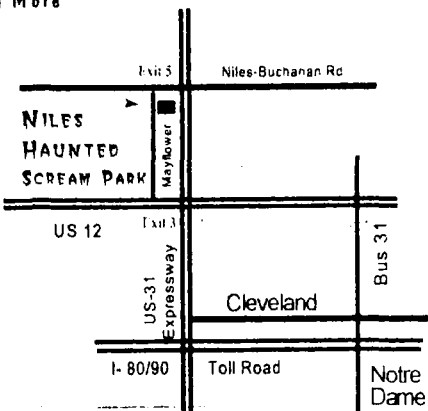 More
Exit 5
Niles-Buchanan Rd
NILES
HAUNTED
SCREAM PARK
Mayflower
US 12
Exit 3
US-31
Expressway
Bus 31
Cleveland
I- 80/90
Toll Road
Notre
Dame